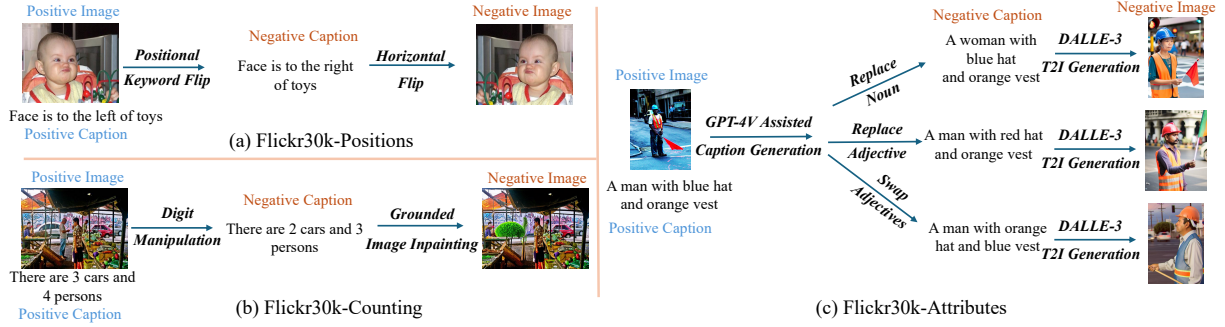 Positive Image
Positional
Keyword Flip
Negative Caption
Face is to the right
of toys
Horizontal
Flip
Negative Image
Face is to the left of toys
Positive Caption
(a) Flickr30k-Positions
Positive Image
Digit
Manipulation
Negative Caption
There are 2 cars and 3
persons
Grounded
Image Inpainting
Negative Image
There are 3 cars and
4 persons
Positive Caption
(b) Flickr30k-Counting
Positive Image
A man with blue hat
and orange vest
Positive Caption
GPT-4V Assisted
Caption Generation
Replace
Noun
Replace
Adjective
Swap
Adjectives
Negative Caption
A woman with
blue hat
and orange vest
DALLE-3
T2I Generation
Negative Image
A man with red hat
and orange vest
DALLE-3
T2I Generation
A man with orange
hat and blue vest
DALLE-3
T2I Generation
(c) Flickr30k-Attributes